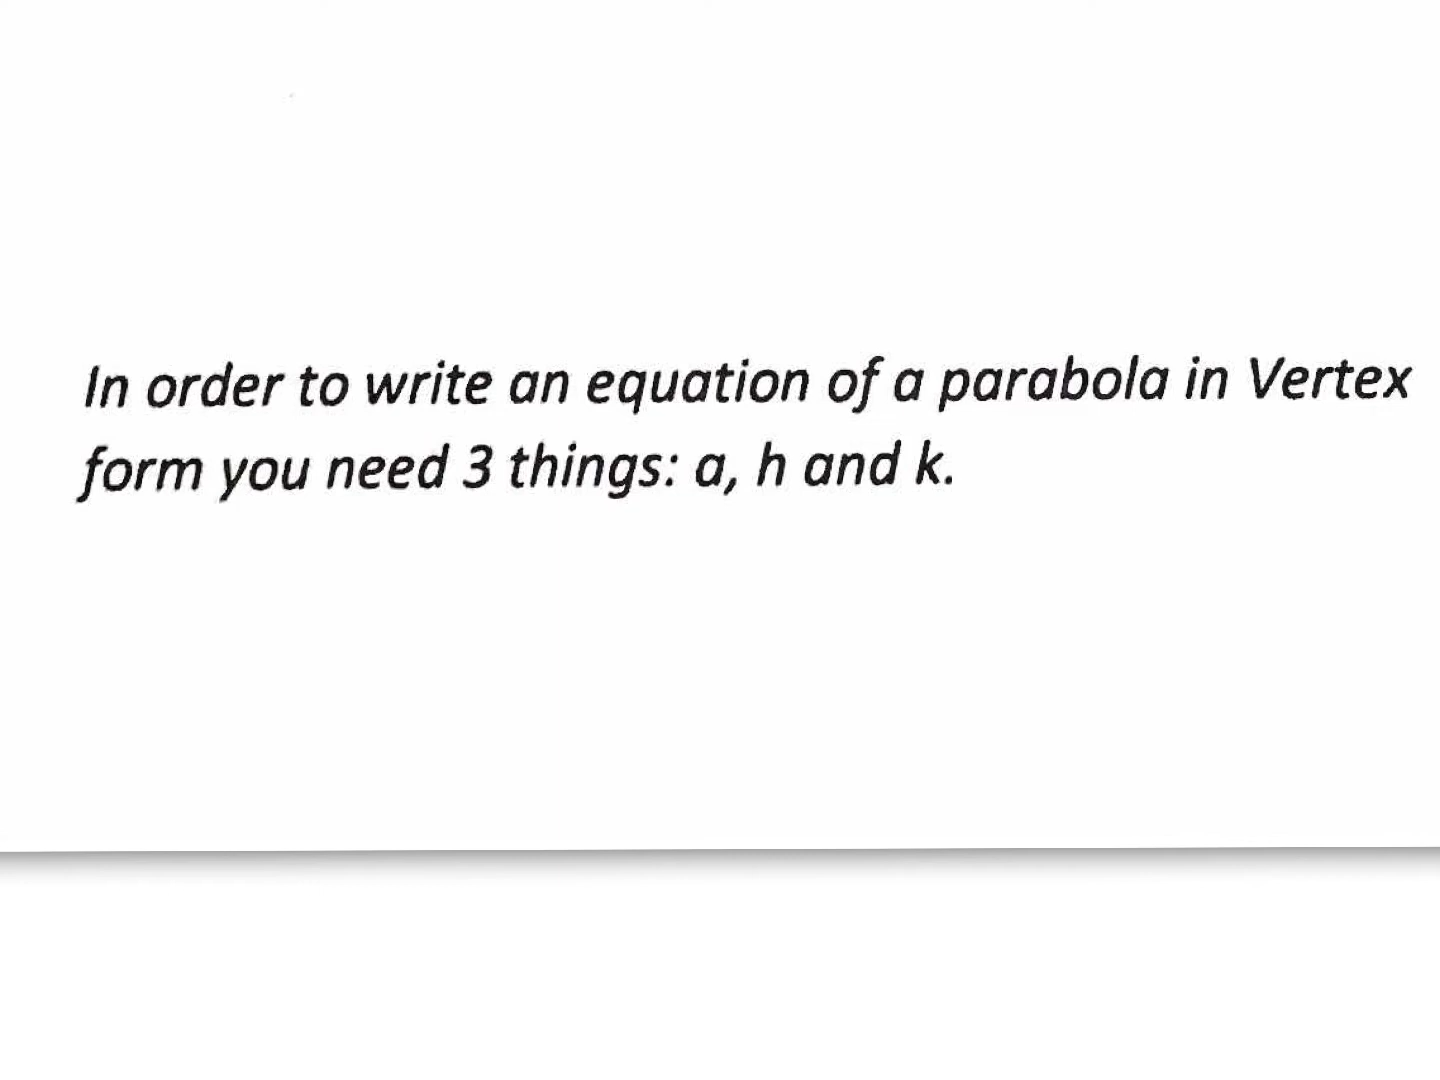 In order to write an equation of a parabola in Vertex
form you need 3 things: a, h and k.